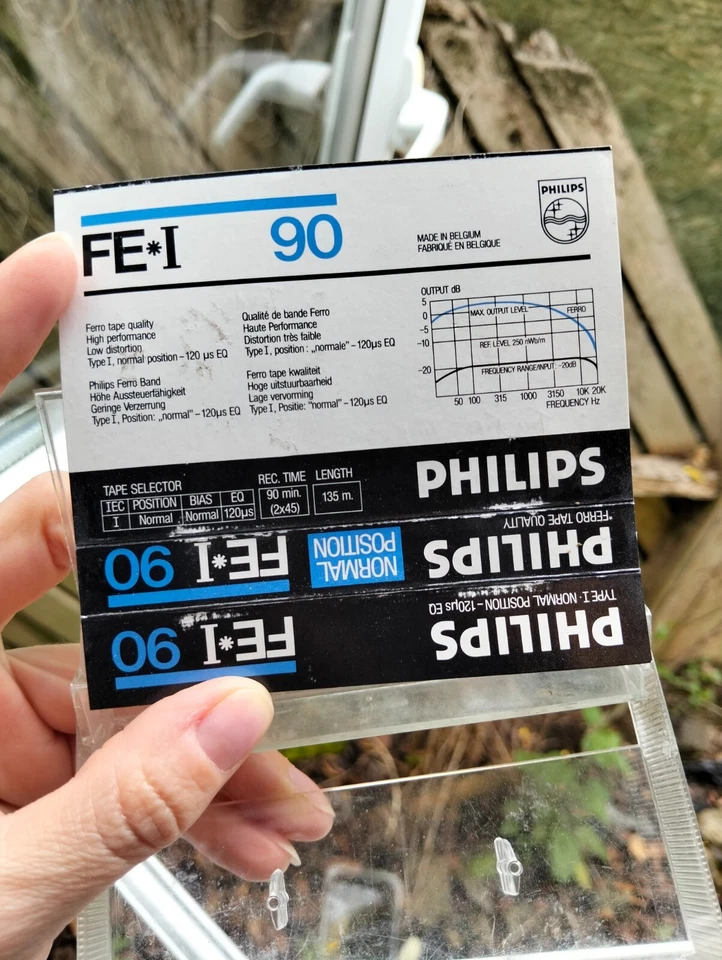 PHILIPS
FE*I 90
MADE IN BELGIUM
FABRIQUÉ EN BELGIQUE
Ferro tape quality
High performance
Low distortion
Type I, normal position – 120 µs EQ
Qualité de bande Ferro
Haute Performance
Distortion très faible
Type I, position : „normale" – 120 µs EQ
Philips Ferro Band
Höhe Aussteuerfähigkeit
Geringe Verzerrung
Type I, Position: „normal" – 120µs EQ
Ferro tape kwaliteit
Hoge uitstuurbaarheid
Lage vervorming
Type I, Positie: "normal" – 120µs EQ
OUTPUT dB
5
0
-5
-10
-20
MAX. OUTPUT LEVEL
FERRO
REF. LEVEL 250 nWb/m
FREQUENCY RANGE/INPUT: -20dB
50 100 315 1000 3150 10K 20K
FREQUENCY Hz
TAPE SELECTOR
IEC POSITION BIAS EQ
I Normal Normal 120µs
REC. TIME
90 min.
(2x45)
LENGTH
135 m.
PHILIPS
PHILIPS
*FERRO TAPE QUALITY
NORMAL
POSITION
FE*I 90
PHILIPS
TYPE I · NORMAL POSITION – 120µs EQ
FE*I 90